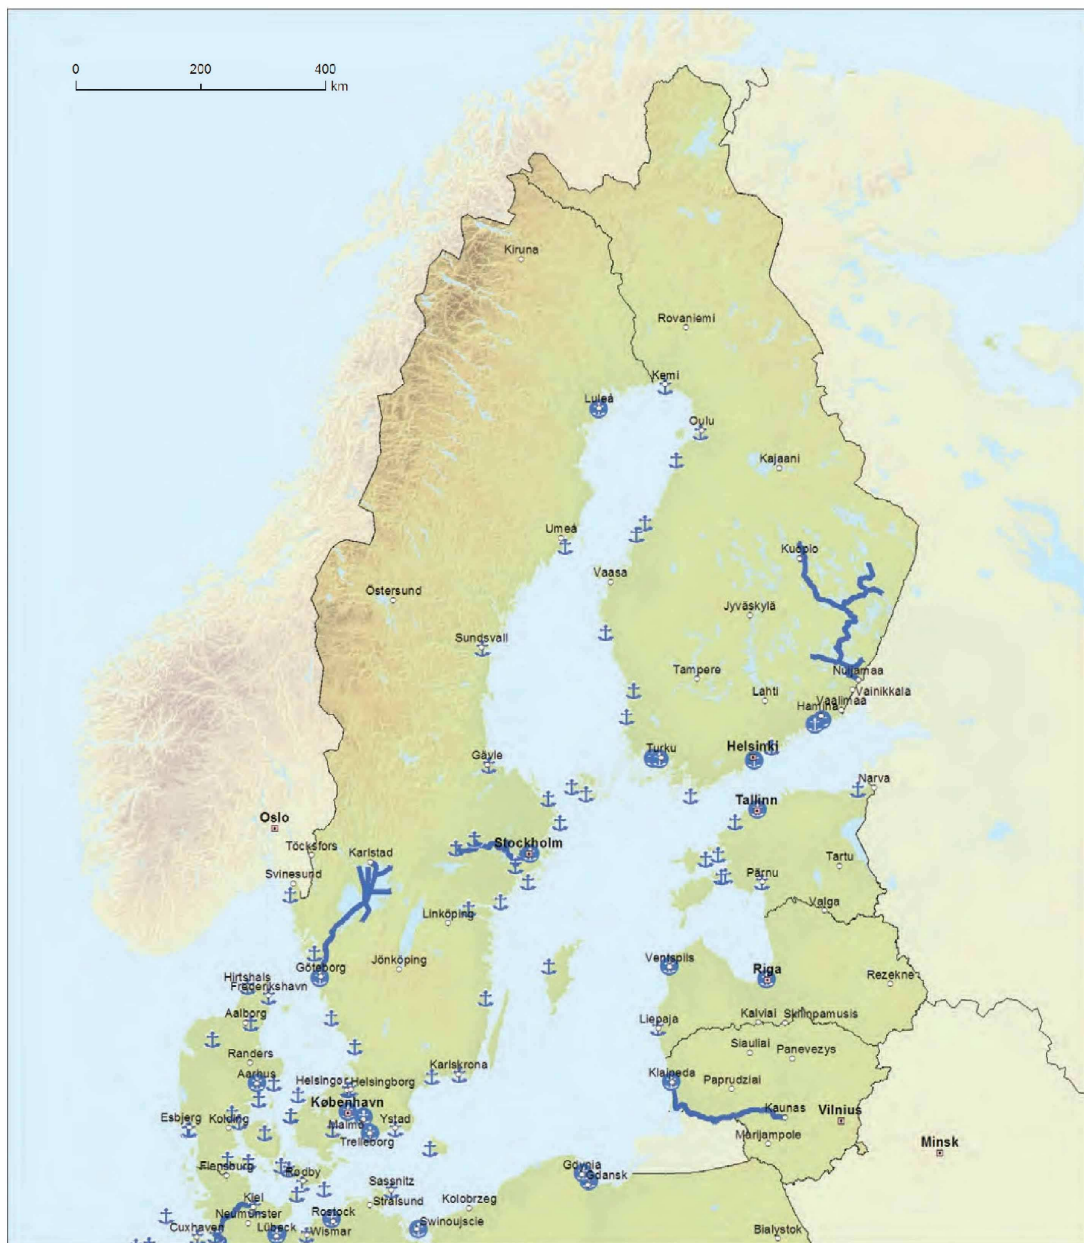 0 200 400
km
Kiruna
Rovaniemi
Kemi
Luleå
Oulu
Kajaani
Umeå
Kuopio
Vaasa
Östersund
Jyväskylä
Sundsvall
Tampere
Nuijamaa
Lahti
Vainikkala
Vaalimaa
Hamina
Turku
Helsinki
Gävle
Narva
Tallinn
Oslo
Töcksfors
Karlstad
Stockholm
Tartu
Svinesund
Pärnu
Linköping
Valga
Göteborg
Jönköping
Ventspils
Riga
Rezekne
Hirtshals
Frederikshavn
Aalborg
Liepaja
Kalviai
Skilinpamusis
Randers
Siauliai
Panevezys
Aarhus
Karlskrona
Helsingør
Helsingborg
Klaipeda
Paprudziai
København
Kaunas
Vilnius
Esbjerg
Kolding
Malmö
Ystad
Trelleborg
Marijampole
Minsk
Flensburg
Rødby
Gdynia
Gdansk
Sassnitz
Stralsund
Kolobrzeg
Kiel
Neumünster
Rostock
Swinoujscie
Cuxhaven
Lübeck
Wismar
Bialystok